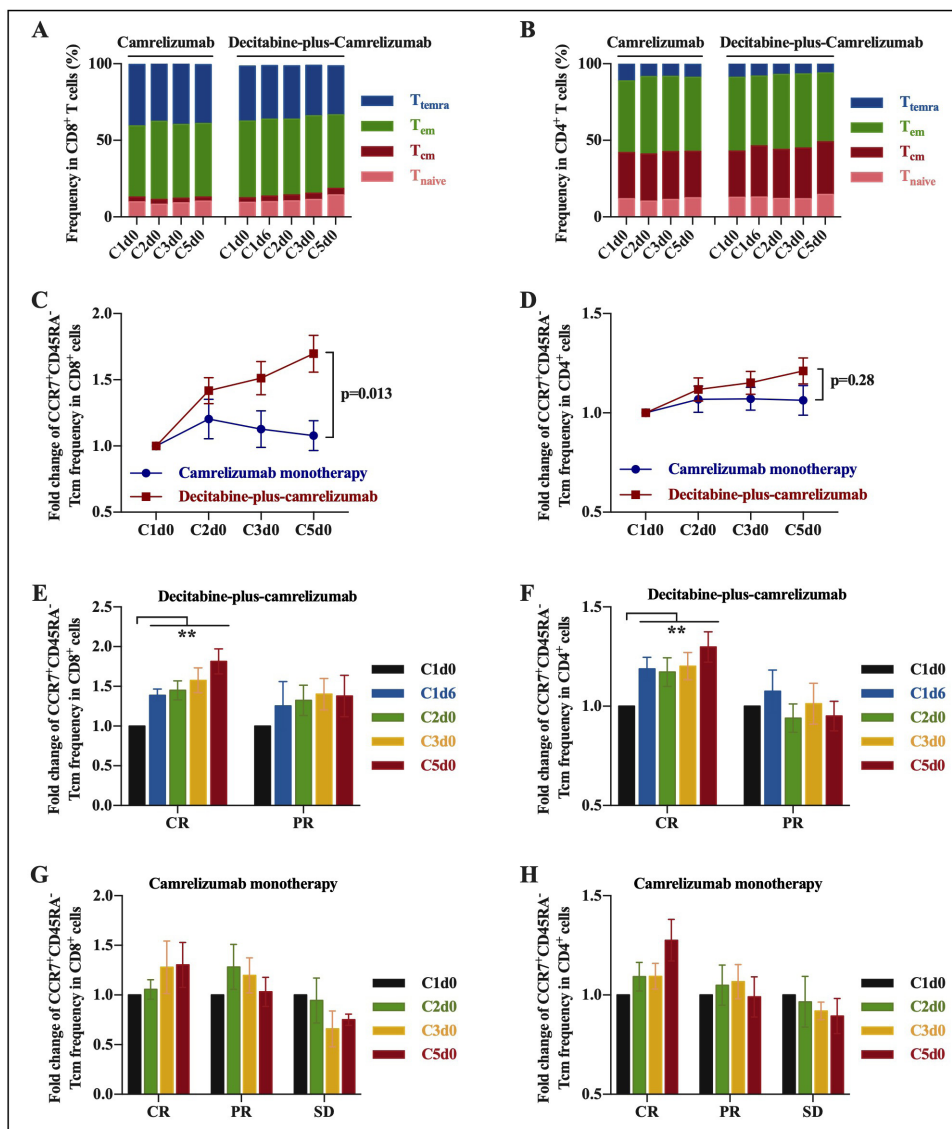 A
Camrelizumab Decitabine-plus-Camrelizumab
Frequency in CD8⁺ T cells (%)
100
50
0
C1d0 C2d0 C3d0 C5d0 C1d0 C1d6 C2d0 C3d0 C5d0
Ttemra
Tem
Tcm
Tnaive
B
Camrelizumab Decitabine-plus-Camrelizumab
Frequency in CD4⁺ T cells (%)
100
50
0
C1d0 C2d0 C3d0 C5d0 C1d0 C1d6 C2d0 C3d0 C5d0
Ttemra
Tem
Tcm
Tnaive
C
Fold change of CCR7⁺CD45RA⁻
Tcm frequency in CD8⁺ cells
2.0
1.5
1.0
0.5
p=0.013
Camrelizumab monotherapy
Decitabine-plus-camrelizumab
C1d0 C2d0 C3d0 C5d0
D
Fold change of CCR7⁺CD45RA⁻
Tcm frequency in CD4⁺ cells
1.5
1.0
0.5
p=0.28
Camrelizumab monotherapy
Decitabine-plus-camrelizumab
C1d0 C2d0 C3d0 C5d0
E
Decitabine-plus-camrelizumab
Fold change of CCR7⁺CD45RA⁻
Tcm frequency in CD8⁺ cells
2.5
2.0
1.5
1.0
0.5
0.0
**
CR PR
C1d0
C1d6
C2d0
C3d0
C5d0
F
Decitabine-plus-camrelizumab
Fold change of CCR7⁺CD45RA⁻
Tcm frequency in CD4⁺ cells
1.5
1.0
0.5
**
CR PR
C1d0
C1d6
C2d0
C3d0
C5d0
G
Camrelizumab monotherapy
Fold change of CCR7⁺CD45RA⁻
Tcm frequency in CD8⁺ cells
2.0
1.5
1.0
0.5
0.0
CR PR SD
C1d0
C2d0
C3d0
C5d0
H
Camrelizumab monotherapy
Fold change of CCR7⁺CD45RA⁻
Tcm frequency in CD4⁺ cells
1.5
1.0
0.5
CR PR SD
C1d0
C2d0
C3d0
C5d0